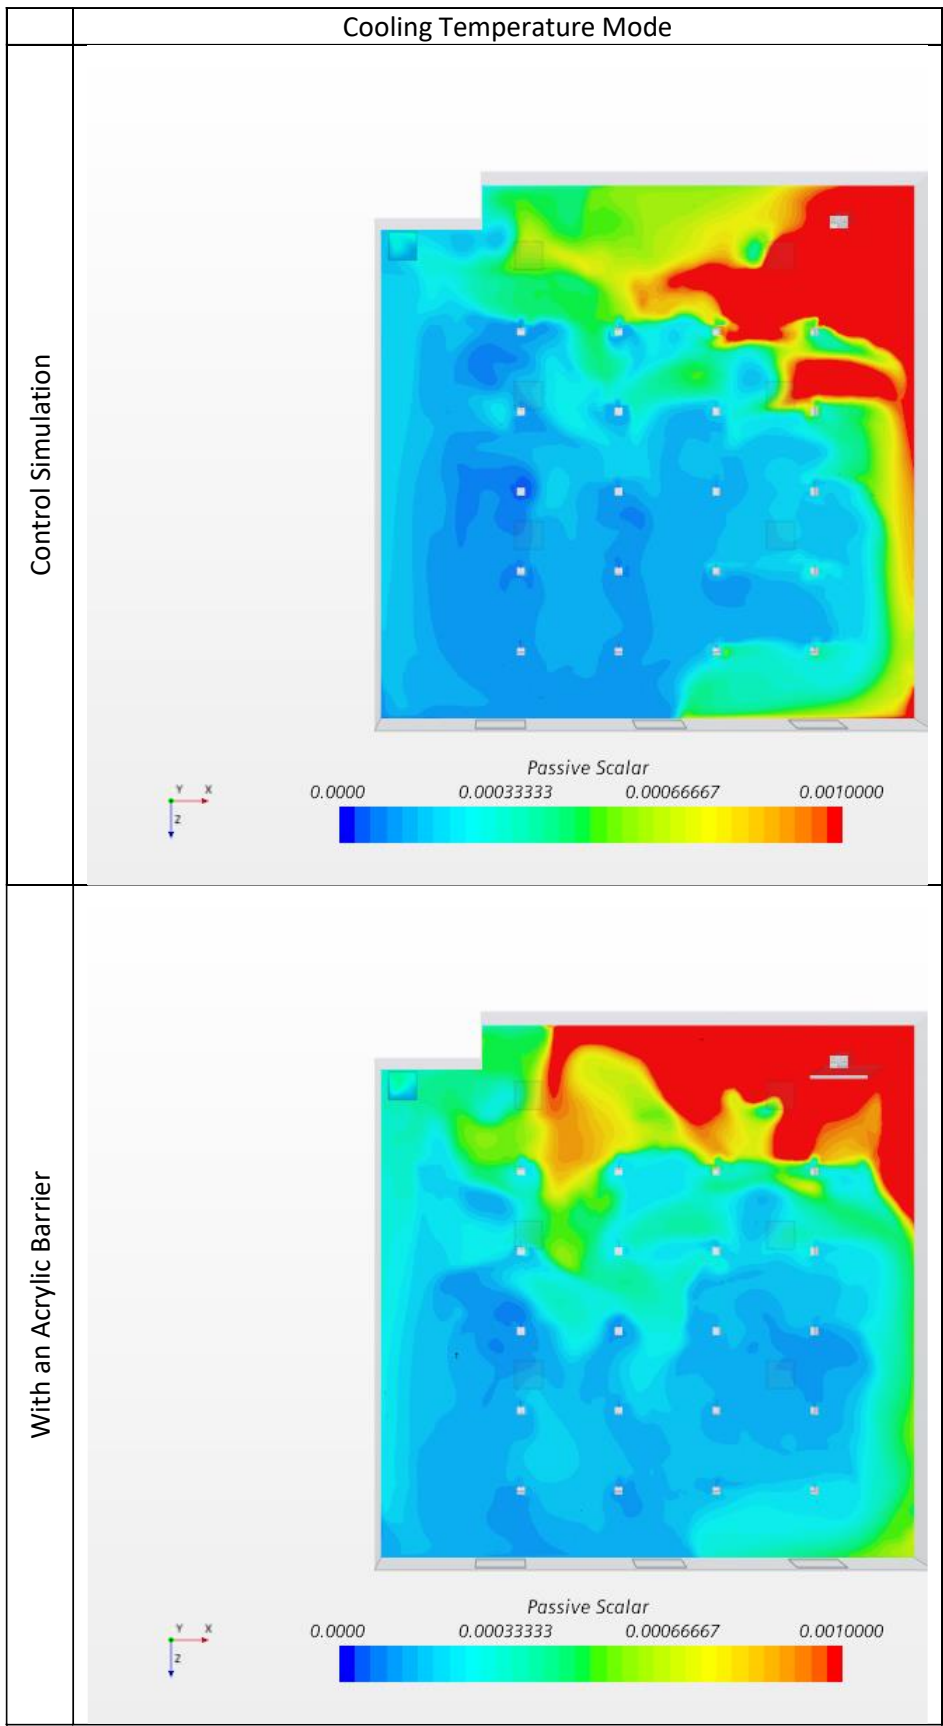 Cooling Temperature Mode
Control Simulation
Passive Scalar
0.0000 0.00033333 0.00066667 0.0010000
Y X
Z
With an Acrylic Barrier
Passive Scalar
0.0000 0.00033333 0.00066667 0.0010000
Y X
Z